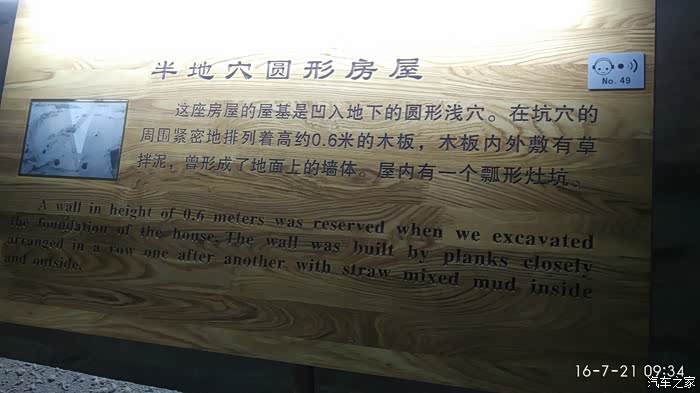 半地穴圆形房屋
No. 49
这座房屋的屋基是凹入地下的圆形浅穴。在坑穴的
周围紧密地排列着高约0.6米的木板，木板内外敷有草
拌泥，曾形成了地面上的墙体。屋内有一个瓢形灶坑。
A wall in height of 0.6 meters was reserved when we excavated
the foundation of the house. The wall was built by planks closely
arranged in a row one after another with straw mixed mud inside
and outside.
16-7-21 09:34
汽车之家